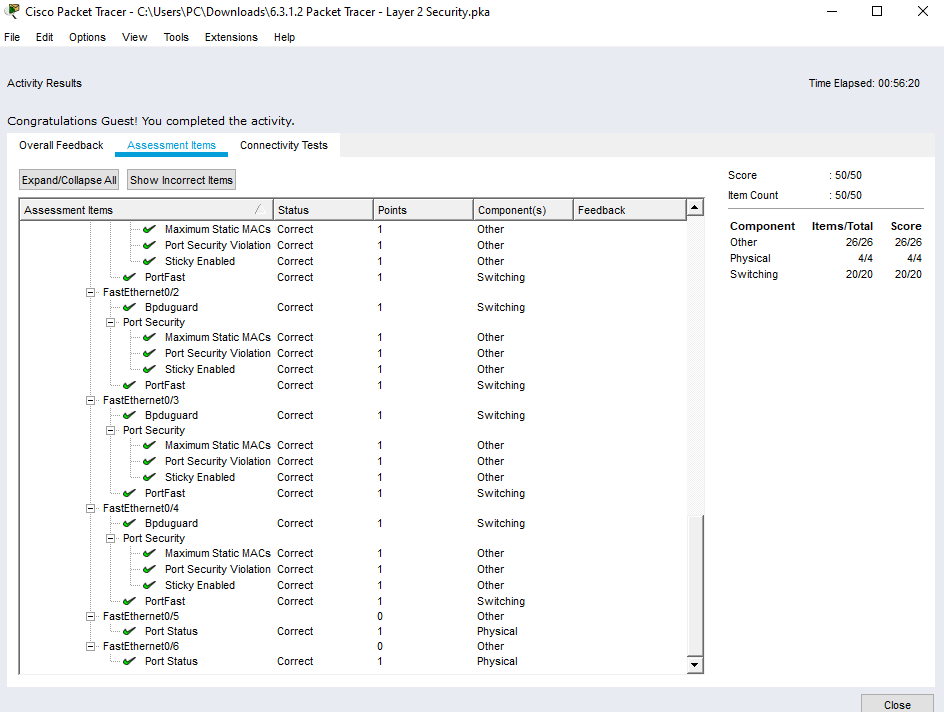 Cisco Packet Tracer - C:\Users\PC\Downloads\6.3.1.2 Packet Tracer - Layer 2 Security.pka
File Edit Options View Tools Extensions Help
Activity Results Time Elapsed: 00:56:20
Congratulations Guest! You completed the activity.
Overall Feedback Assessment Items Connectivity Tests
Expand/Collapse All Show Incorrect Items
Score : 50/50
Item Count : 50/50
Component Items/Total Score
Other 26/26 26/26
Physical 4/4 4/4
Switching 20/20 20/20
Assessment Items Status Points Component(s) Feedback
Maximum Static MACs Correct 1 Other
Port Security Violation Correct 1 Other
Sticky Enabled Correct 1 Other
PortFast Correct 1 Switching
FastEthernet0/2
Bpduguard Correct 1 Switching
Port Security
Maximum Static MACs Correct 1 Other
Port Security Violation Correct 1 Other
Sticky Enabled Correct 1 Other
PortFast Correct 1 Switching
FastEthernet0/3
Bpduguard Correct 1 Switching
Port Security
Maximum Static MACs Correct 1 Other
Port Security Violation Correct 1 Other
Sticky Enabled Correct 1 Other
PortFast Correct 1 Switching
FastEthernet0/4
Bpduguard Correct 1 Switching
Port Security
Maximum Static MACs Correct 1 Other
Port Security Violation Correct 1 Other
Sticky Enabled Correct 1 Other
PortFast Correct 1 Switching
FastEthernet0/5 0 Other
Port Status Correct 1 Physical
FastEthernet0/6 0 Other
Port Status Correct 1 Physical
Close